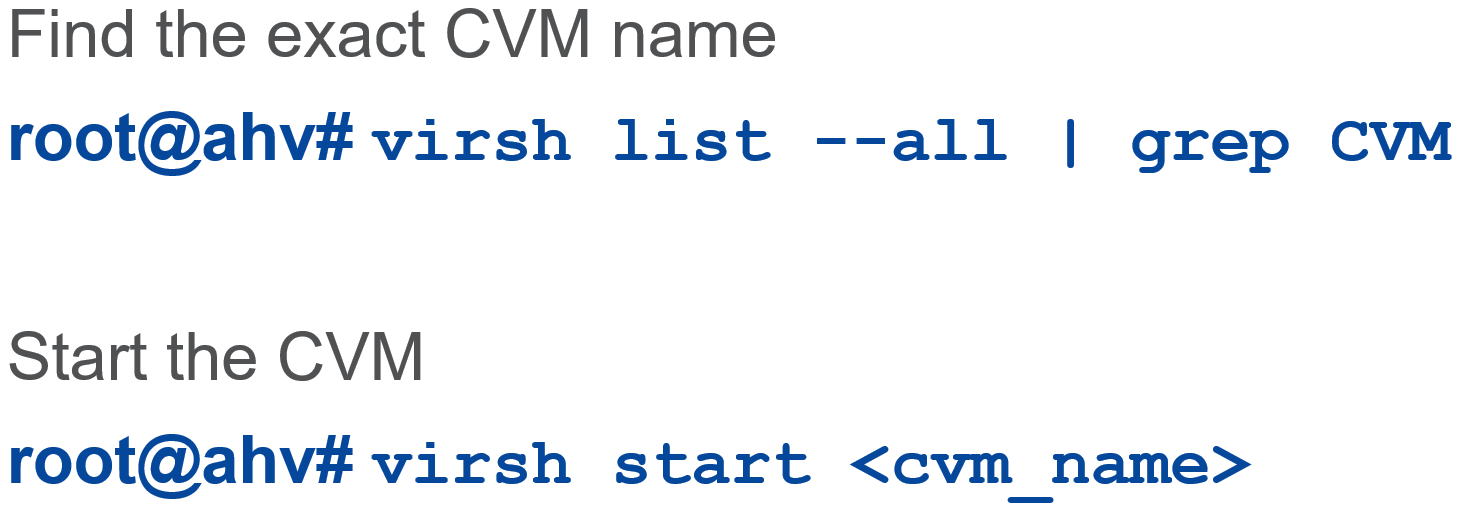 Find the exact CVM name
root@ahv# virsh list --all | grep CVM
Start the CVM
root@ahv# virsh start <cvm_name>